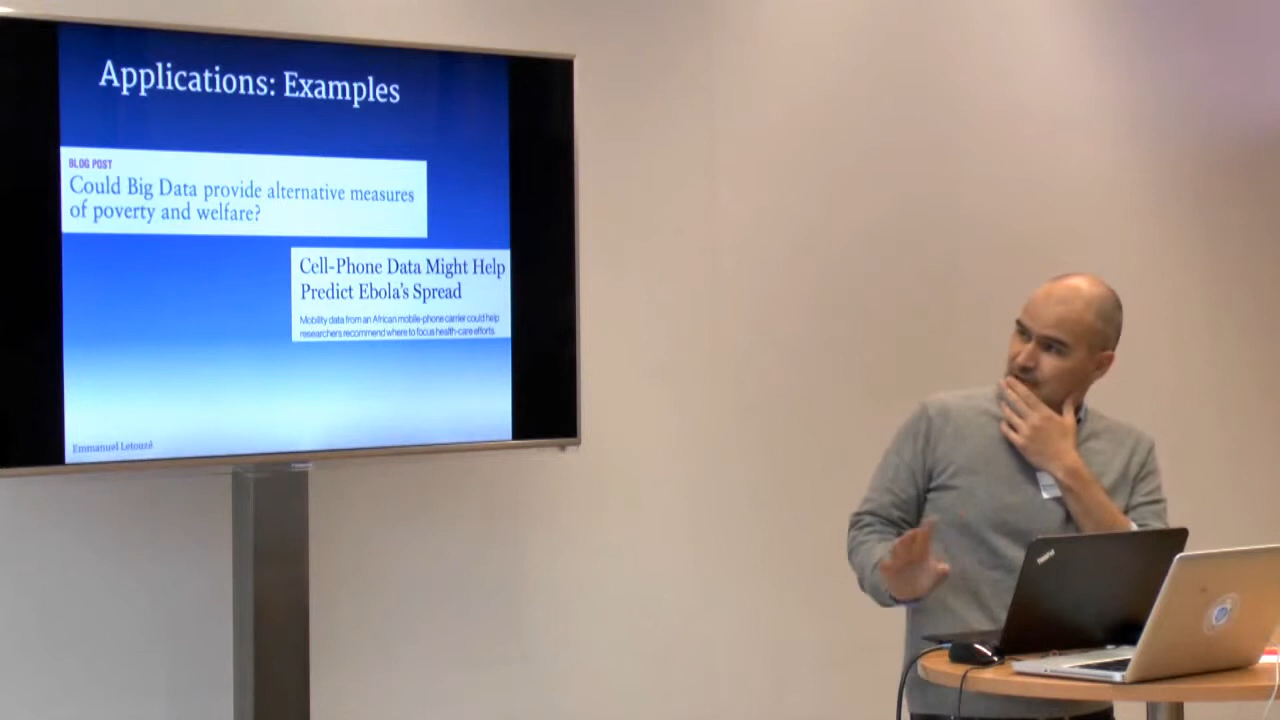 Applications: Examples
BLOG POST
Could Big Data provide alternative measures
of poverty and welfare?
Cell-Phone Data Might Help
Predict Ebola's Spread
Mobility data from an African mobile-phone carrier could help
researchers recommend where to focus health-care efforts.
Emmanuel Letouzé
ThinkPad